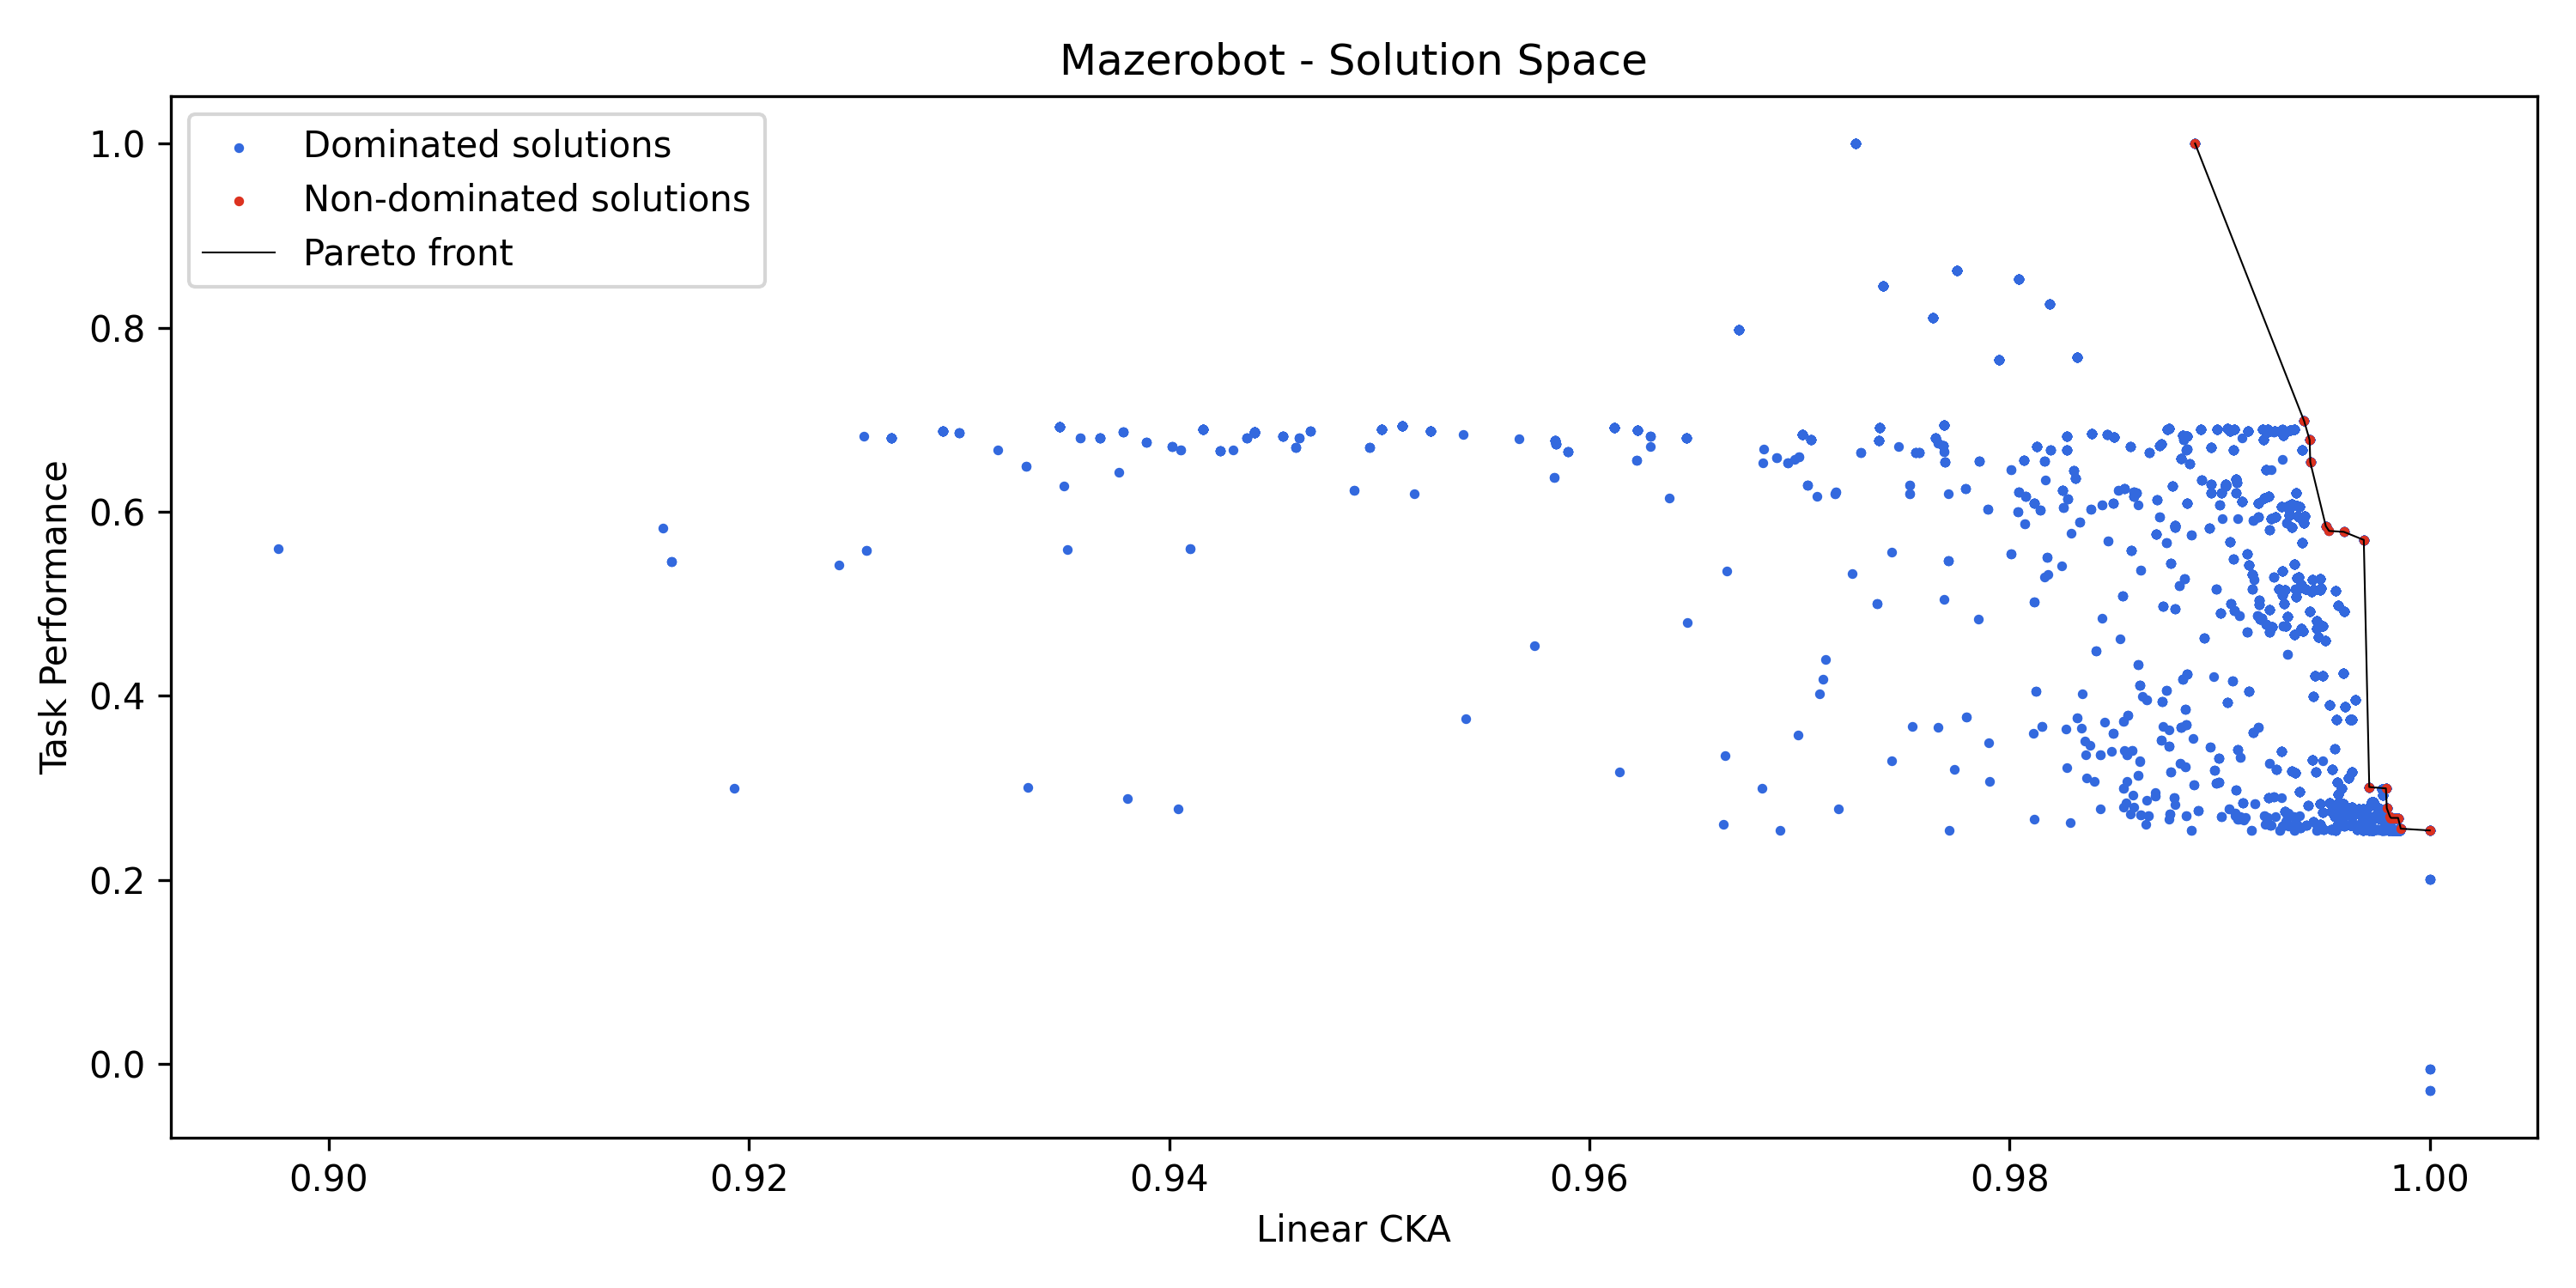 Mazerobot - Solution Space
Dominated solutions
Non-dominated solutions
Pareto front
Task Performance
1.0
0.8
0.6
0.4
0.2
0.0
0.90
0.92
0.94
0.96
0.98
1.00
Linear CKA